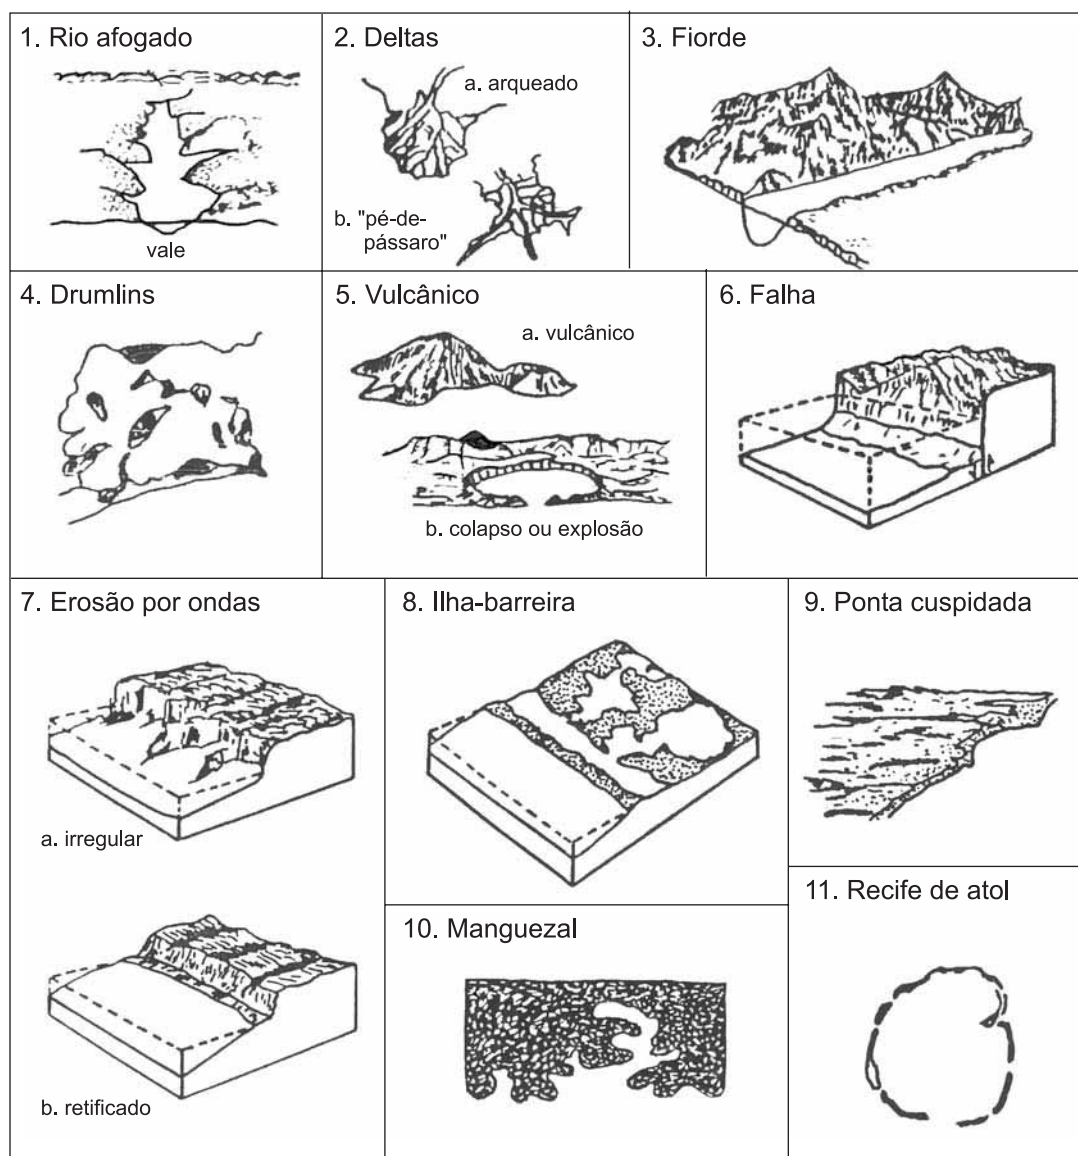 1. Rio afogado
vale
2. Deltas
a. arqueado
b. "pé-de-
pássaro"
3. Fiorde
4. Drumlins
5. Vulcânico
a. vulcânico
b. colapso ou explosão
6. Falha
7. Erosão por ondas
a. irregular
b. retificado
8. Ilha-barreira
9. Ponta cuspidada
10. Manguezal
11. Recife de atol